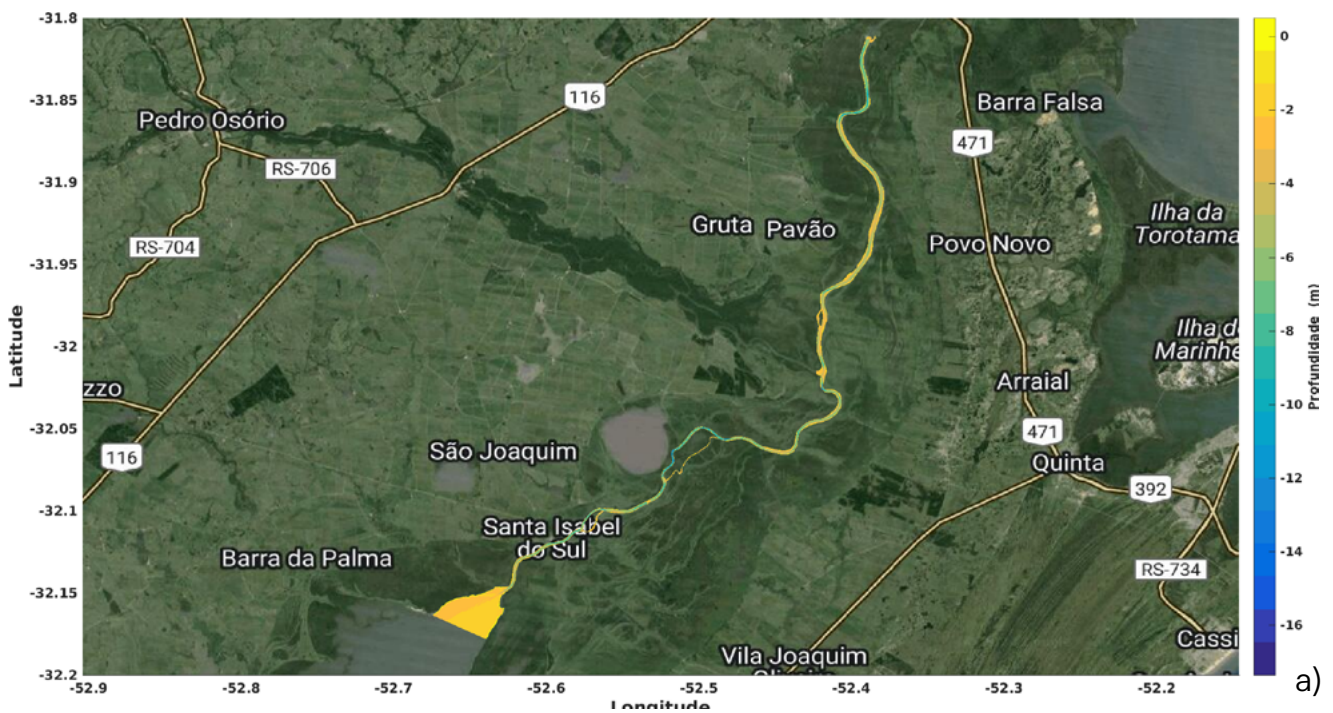 -31.8
-31.85
-31.9
-31.95
-32
-32.05
-32.1
-32.15
-32.2
Latitude
-52.9
-52.8
-52.7
-52.6
-52.5
-52.4
-52.3
-52.2
Longitude
116
Barra Falsa
Pedro Osório
471
RS-706
Ilha da
Torotama
Gruta Pavão
Povo Novo
RS-704
Ilha d
Marinhe
zzo
Arraial
116
São Joaquim
471
Quinta
392
Santa Isabel
do Sul
Barra da Palma
RS-734
Cassi
Vila Joaquim
0
-2
-4
-6
-8
-10
-12
-14
-16
Profundidade (m)
a)